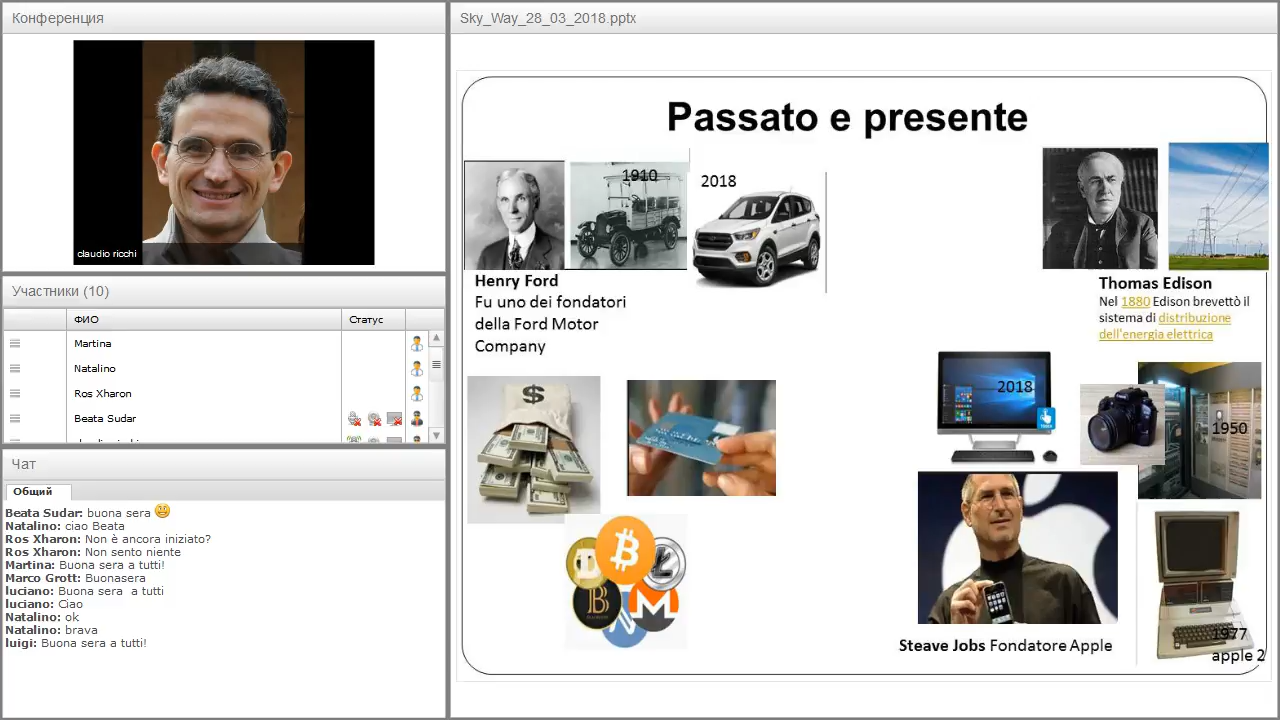 Конференция
claudio ricchi
Участники (10)
ФИО
Статус
Martina
Natalino
Ros Xharon
Beata Sudar
Чат
Общий
Beata Sudar: buona sera
Natalino: ciao Beata
Ros Xharon: Non è ancora iniziato?
Ros Xharon: Non sento niente
Martina: Buona sera a tutti!
Marco Grott: Buonasera
luciano: Buona sera a tutti
luciano: Ciao
Natalino: ok
Natalino: brava
luigi: Buona sera a tutti!
Sky_Way_28_03_2018.pptx
Passato e presente
1910
2018
Henry Ford
Fu uno dei fondatori
della Ford Motor
Company
Thomas Edison
Nel 1880 Edison brevettò il
sistema di distribuzione
dell'energia elettrica
$
2018
1950
Steave Jobs Fondatore Apple
1977
apple 2